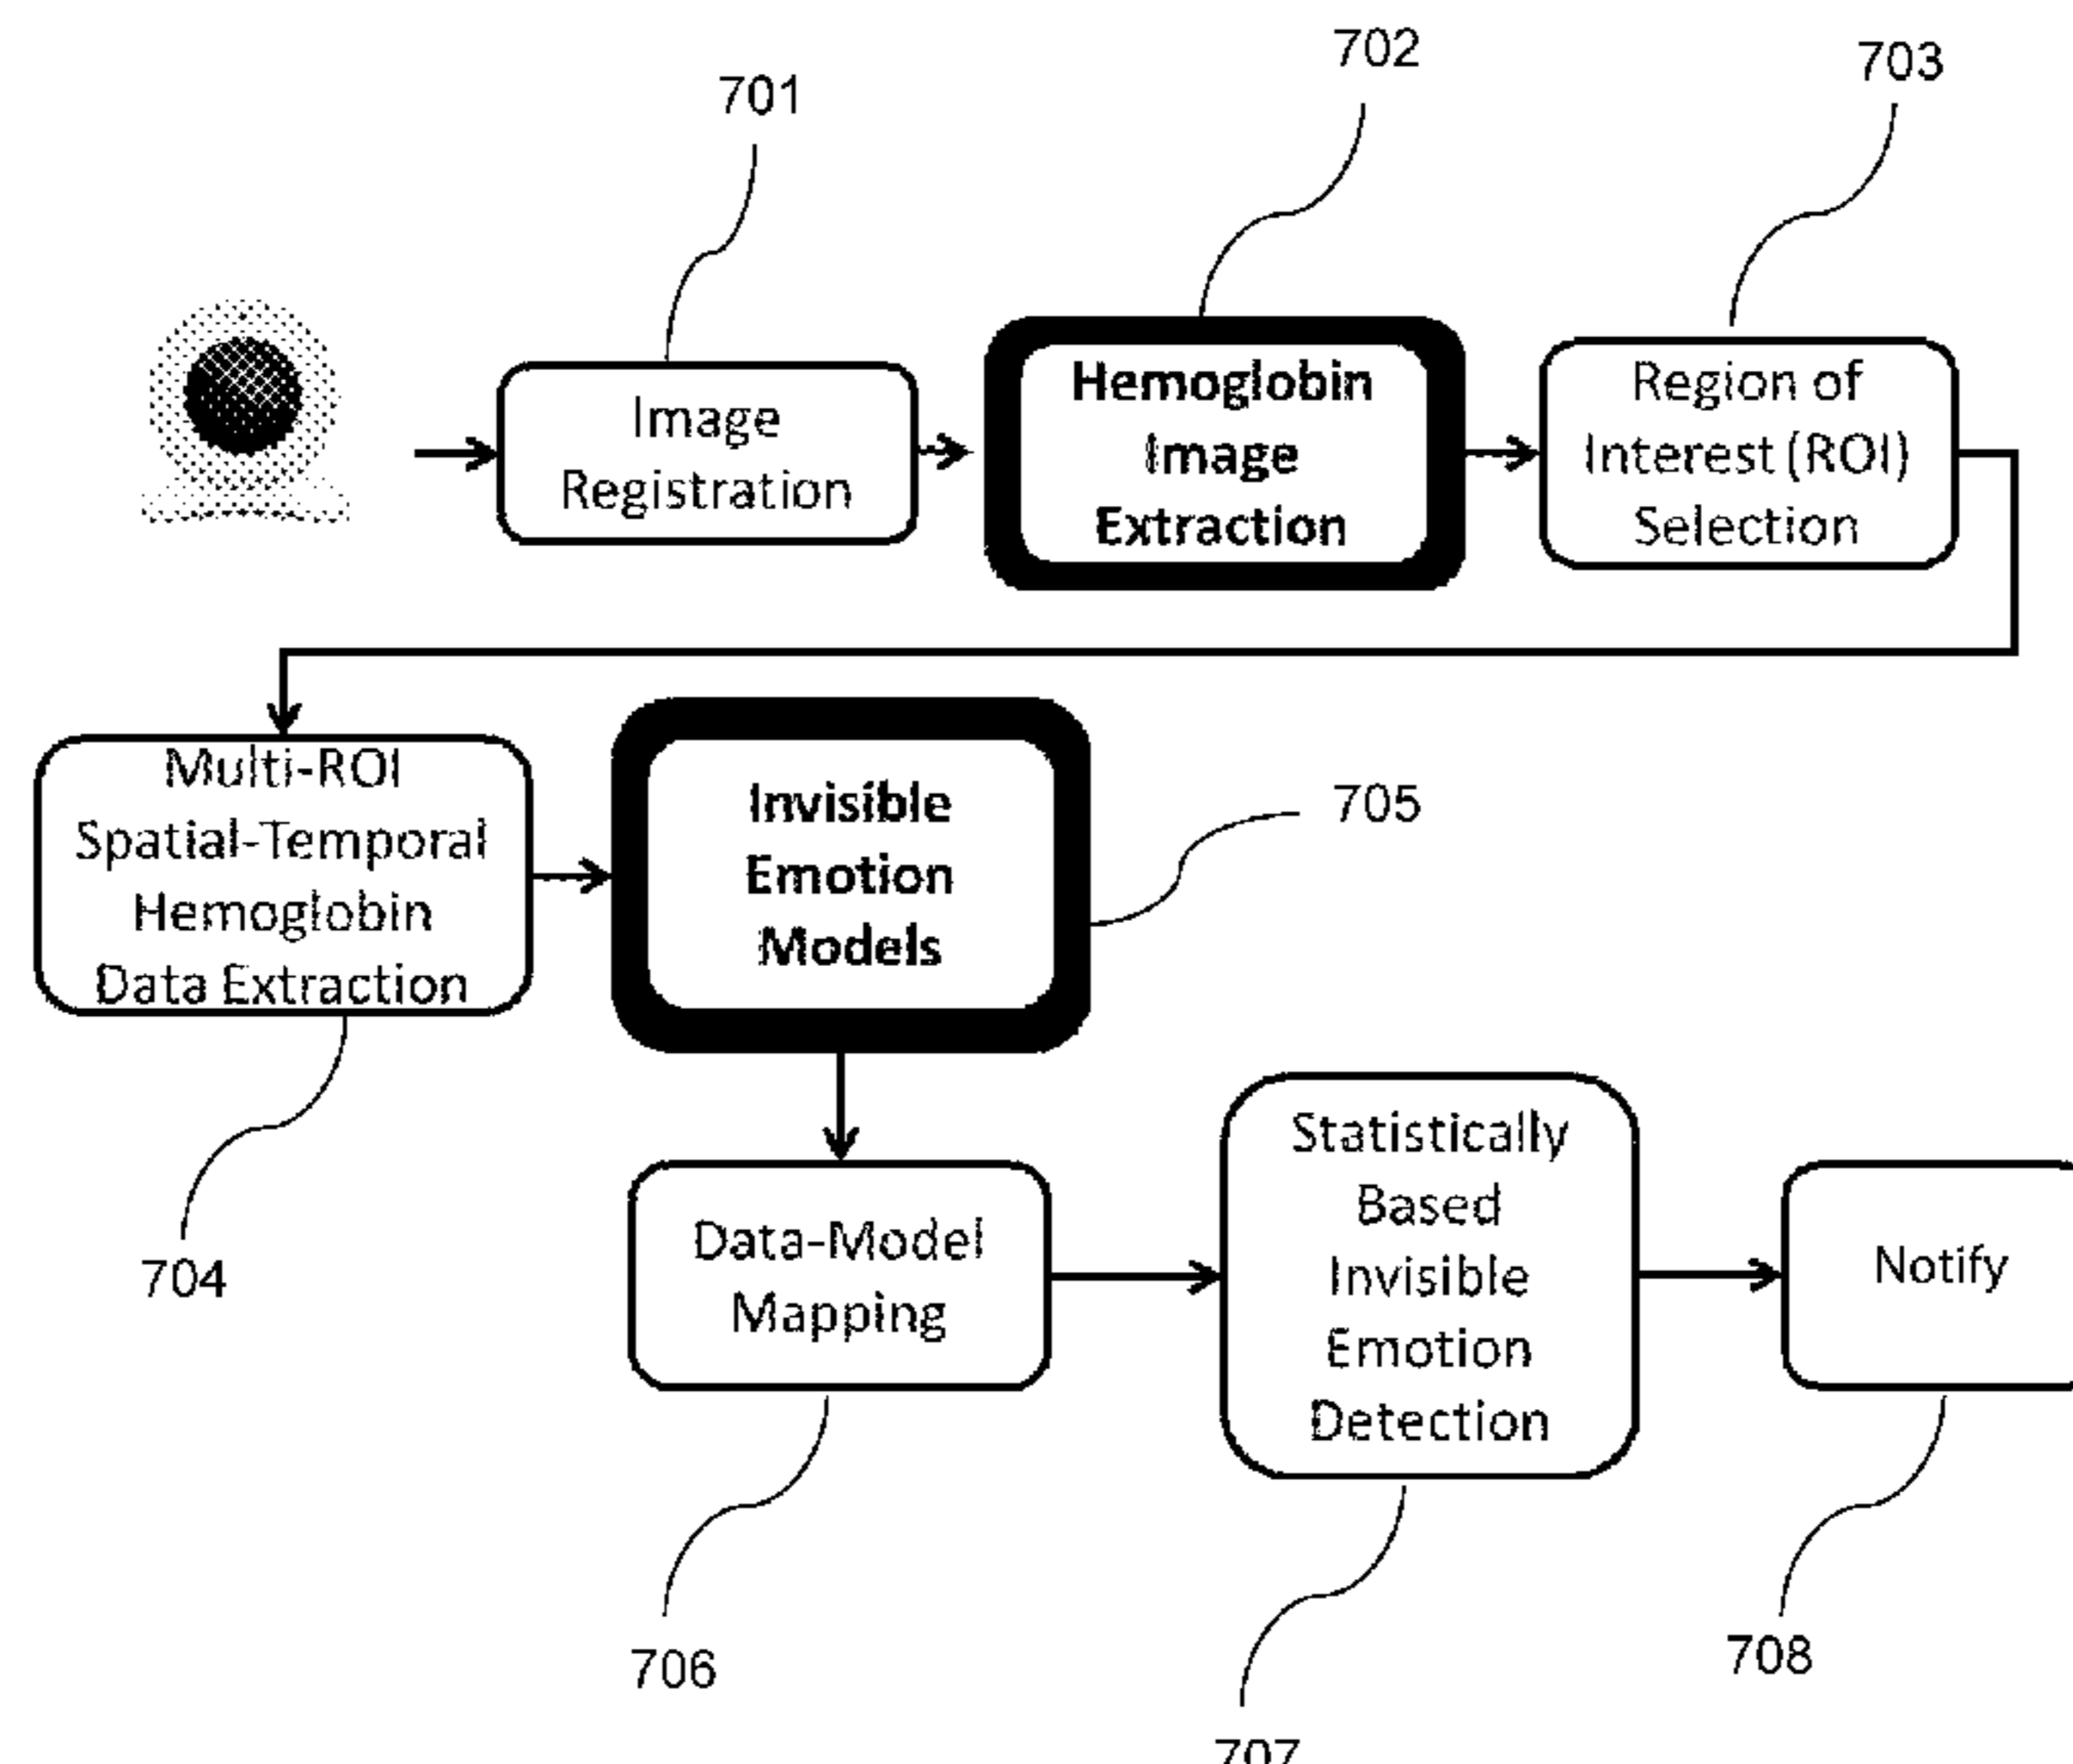 701
702
703
Image
Registration
Hemoglobin
Image
Extraction
Region of
Interest (ROI)
Selection
Multi-ROI
Spatial-Temporal
Hemoglobin
Data Extraction
Invisible
Emotion
Models
705
704
Data-Model
Mapping
Statistically
Based
Invisible
Emotion
Detection
Notify
706
707
708